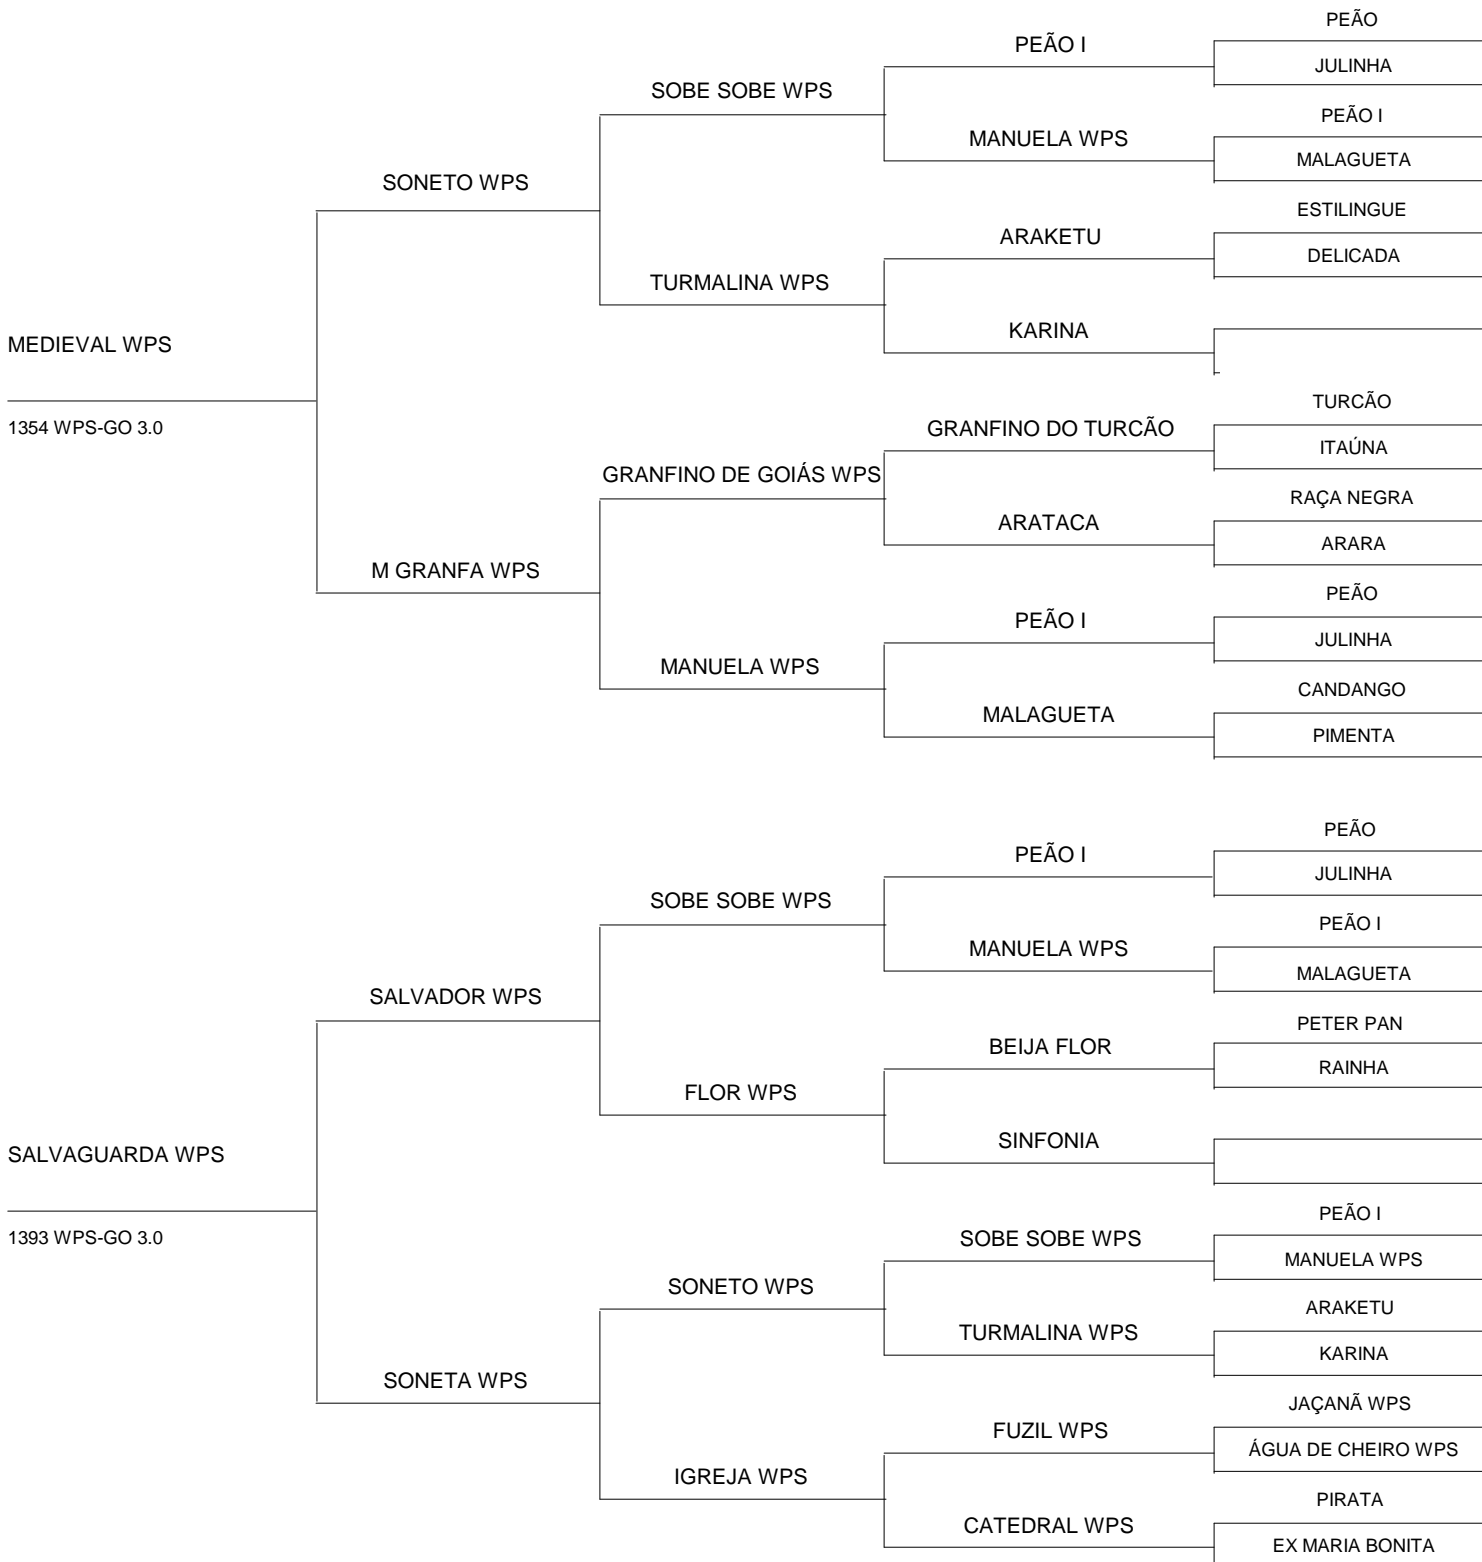 PEÃO
PEÃO I
JULINHA
SOBE SOBE WPS
PEÃO I
MANUELA WPS
MALAGUETA
SONETO WPS
ESTILINGUE
ARAKETU
DELICADA
TURMALINA WPS
KARINA
MEDIEVAL WPS
TURCÃO
1354 WPS-GO 3.0
GRANFINO DO TURCÃO
ITAÚNA
GRANFINO DE GOIÁS WPS
RAÇA NEGRA
ARATACA
ARARA
M GRANFA WPS
PEÃO
PEÃO I
JULINHA
MANUELA WPS
CANDANGO
MALAGUETA
PIMENTA
PEÃO
PEÃO I
JULINHA
SOBE SOBE WPS
PEÃO I
MANUELA WPS
MALAGUETA
SALVADOR WPS
PETER PAN
BEIJA FLOR
RAINHA
FLOR WPS
SINFONIA
SALVAGUARDA WPS
PEÃO I
1393 WPS-GO 3.0
SOBE SOBE WPS
MANUELA WPS
SONETO WPS
ARAKETU
TURMALINA WPS
KARINA
SONETA WPS
JAÇANÃ WPS
FUZIL WPS
ÁGUA DE CHEIRO WPS
IGREJA WPS
PIRATA
CATEDRAL WPS
EX MARIA BONITA